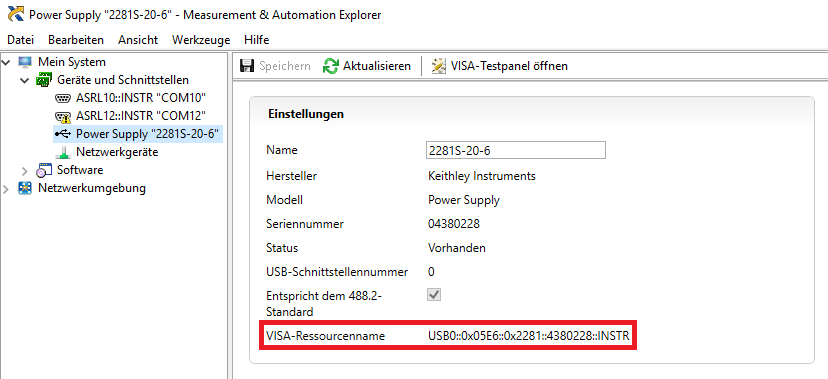 Power Supply "2281S-20-6" - Measurement & Automation Explorer
Datei Bearbeiten Ansicht Werkzeuge Hilfe
Mein System
Geräte und Schnittstellen
ASRL10::INSTR "COM10"
ASRL12::INSTR "COM12"
Power Supply "2281S-20-6"
Netzwerkgeräte
Software
Netzwerkumgebung
Speichern Aktualisieren VISA-Testpanel öffnen
Einstellungen
Name 2281S-20-6
Hersteller Keithley Instruments
Modell Power Supply
Seriennummer 04380228
Status Vorhanden
USB-Schnittstellennummer 0
Entspricht dem 488.2-
Standard
VISA-Ressourcenname USB0::0x05E6::0x2281::4380228::INSTR